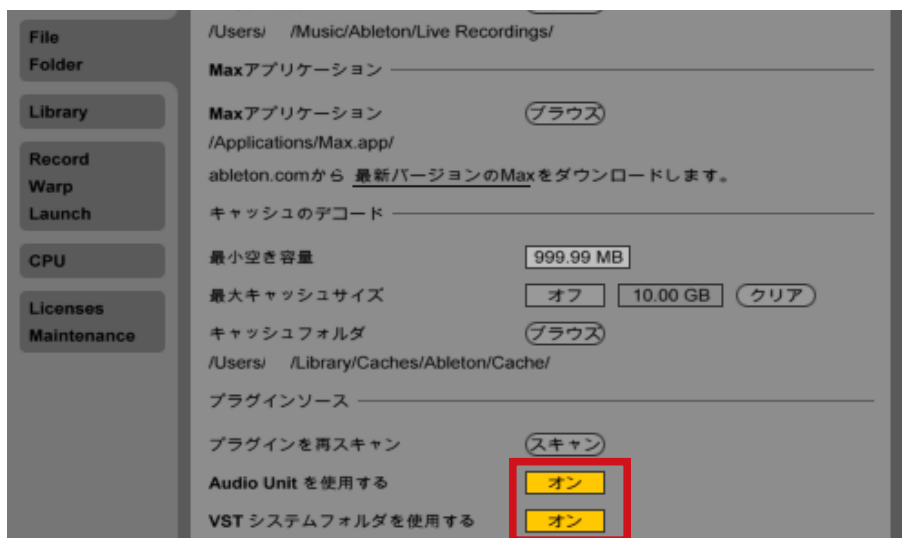 File
Folder
Library
Record
Warp
Launch
CPU
Licenses
Maintenance
/Users/ /Music/Ableton/Live Recordings/
Maxアプリケーション
Maxアプリケーション ブラウズ
/Applications/Max.app/
ableton.comから 最新バージョンのMaxをダウンロードします。
キャッシュのデコード
最小空き容量 999.99 MB
最大キャッシュサイズ オフ 10.00 GB クリア
キャッシュフォルダ ブラウズ
/Users/ /Library/Caches/Ableton/Cache/
プラグインソース
プラグインを再スキャン スキャン
Audio Unit を使用する オン
VST システムフォルダを使用する オン